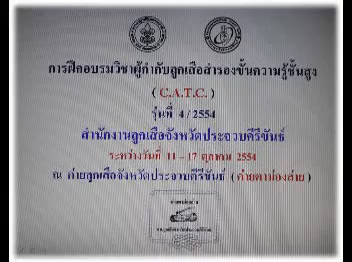 การฝึกอบรมวิชาผู้กำกับลูกเสือสำรองขั้นความรู้ชั้นสูง
( C.A.T.C. )
รุ่นที่ 4 / 2554
สำนักงานลูกเสือจังหวัดประจวบคีรีขันธ์
ระหว่างวันที่ 11 - 17 ตุลาคม 2554
ณ ค่ายลูกเสือจังหวัดประจวบคีรีขันธ์ ( ค่ายตาม่องล่าย )